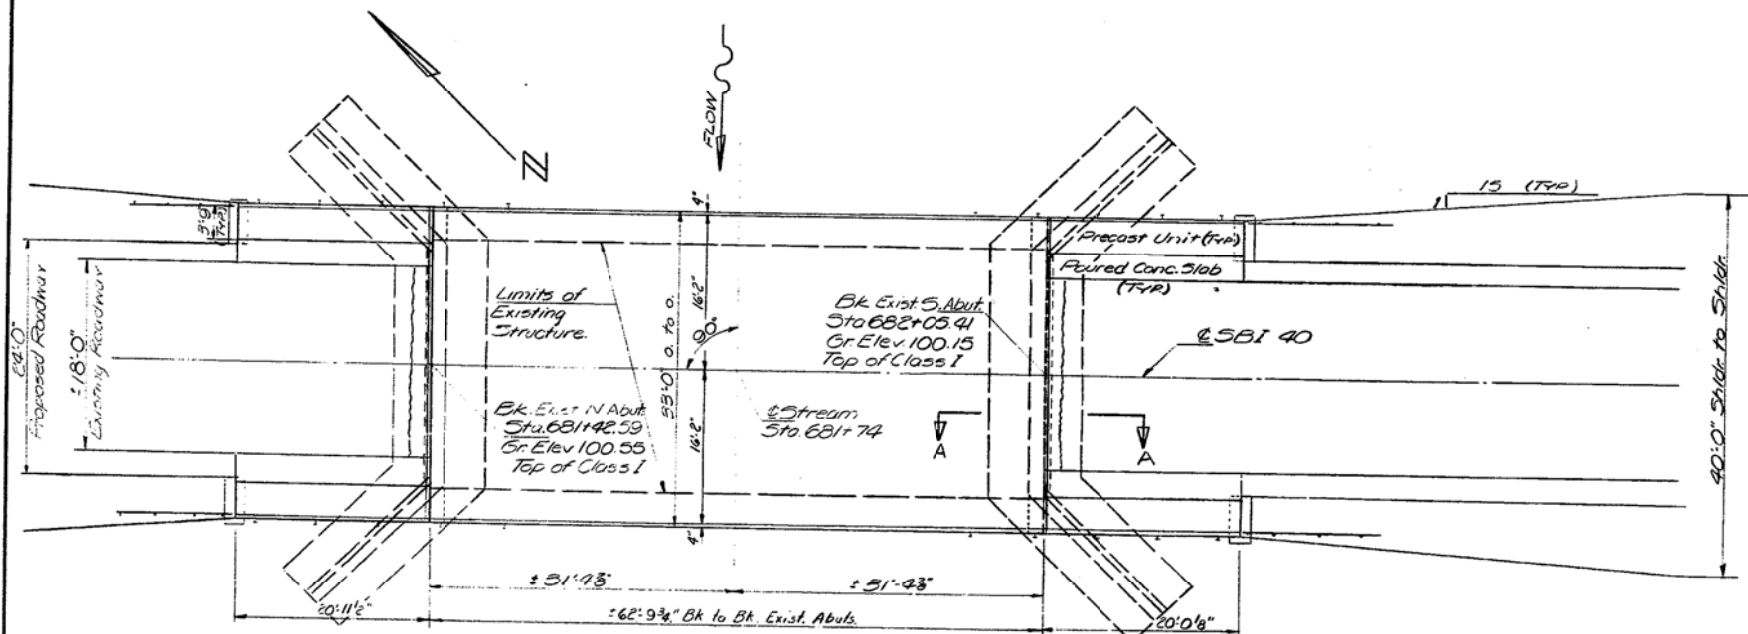 N
FLOW
4"
15 (TYP)
1
3'-9"
(TYP)
Precast Unit (TYP)
Poured Conc. Slab
(TYP)
24'-0"
Proposed Roadway
±18'-0"
Existing Roadway
Limits of
Existing
Structure.
33'-0" o. to o.
16'-2"
90°
Bk. Exist. S. Abut.
Sta 682+05.41
Gr. Elev. 100.15
Top of Class I
℄ SBI 40
40'-0" Shldr. to Shldr.
Bk. Exist N Abut
Sta. 681+42.59
Gr. Elev 100.55
Top of Class I
16'-2"
℄ Stream
Sta. 681+74
A
A
4"
±31'-4⅞"
±31'-4⅞"
20'-11½"
±62'-9¾" Bk to Bk. Exist. Abuts.
20'-0⅛"